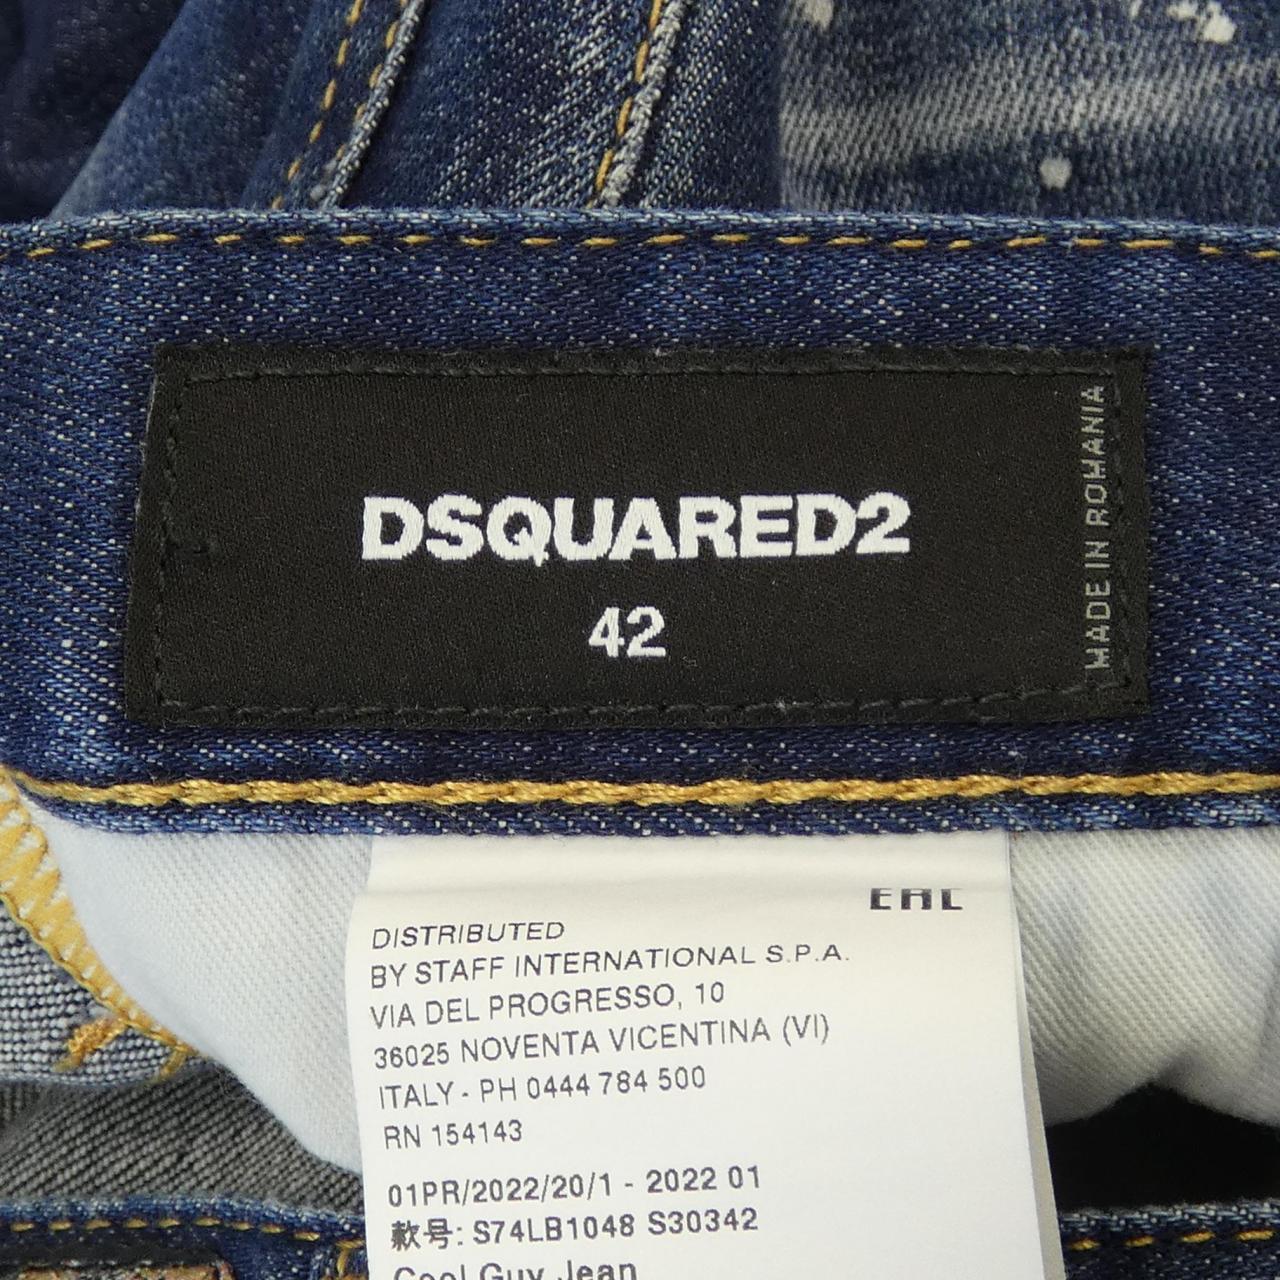 DSQUARED2
42
MADE IN ROMANIA
EAC
DISTRIBUTED
BY STAFF INTERNATIONAL S.P.A.
VIA DEL PROGRESSO, 10
36025 NOVENTA VICENTINA (VI)
ITALY - PH 0444 784 500
RN 154143
01PR/2022/20/1 - 2022 01
款号: S74LB1048 S30342
Cool Guy Jean